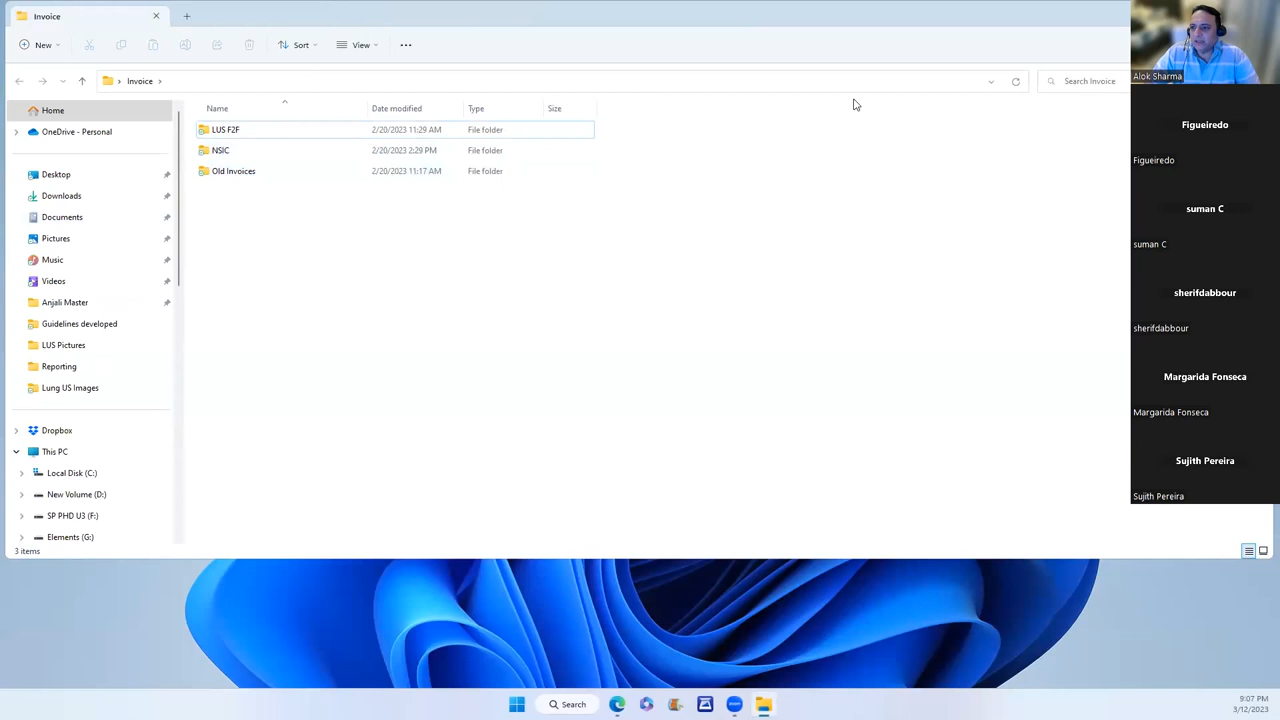 Invoice
New
Sort
View
Invoice
Search Invoice
Name
Date modified
Type
Size
LUS F2F 2/20/2023 11:29 AM File folder
NSIC 2/20/2023 2:29 PM File folder
Old Invoices 2/20/2023 11:17 AM File folder
Home
OneDrive - Personal
Desktop
Downloads
Documents
Pictures
Music
Videos
Anjali Master
Guidelines developed
LUS Pictures
Reporting
Lung US Images
Dropbox
This PC
Local Disk (C:)
New Volume (D:)
SP PHD U3 (F:)
Elements (G:)
3 items
Alok Sharma
Figueiredo
Figueiredo
suman C
suman C
sherifdabbour
sherifdabbour
Margarida Fonseca
Margarida Fonseca
Sujith Pereira
Sujith Pereira
Search
zoom
9:07 PM
3/12/2023